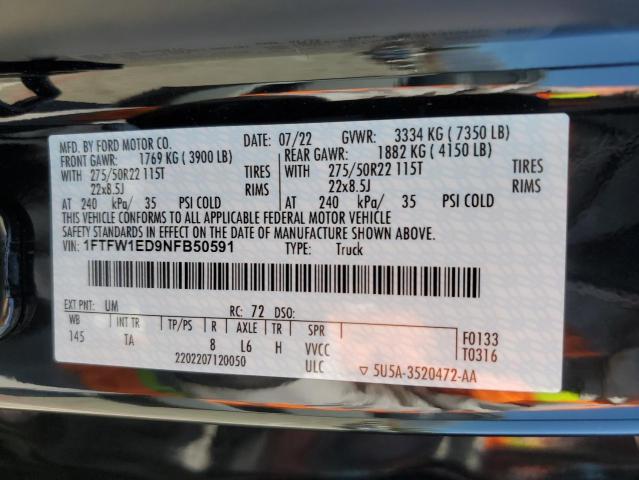 MFD. BY FORD MOTOR CO. DATE: 07/22 GVWR: 3334 KG ( 7350 LB)
FRONT GAWR: 1769 KG ( 3900 LB) REAR GAWR: 1882 KG ( 4150 LB)
WITH 275/50R22 115T TIRES WITH 275/50R22 115T TIRES
22x8.5J RIMS 22x8.5J RIMS
AT 240 kPa/ 35 PSI COLD AT 240 kPa/ 35 PSI COLD
THIS VEHICLE CONFORMS TO ALL APPLICABLE FEDERAL MOTOR VEHICLE
SAFETY STANDARDS IN EFFECT ON THE DATE OF MANUFACTURE SHOWN ABOVE.
VIN: 1FTFW1ED9NFB50591 TYPE: Truck
EXT PNT: UM RC: 72 DSO:
WB INT TR TP/PS R AXLE TR SPR F0133
145 TA 8 L6 H VVCC T0316
2202207120050 ULC ▽ 5U5A-3520472-AA